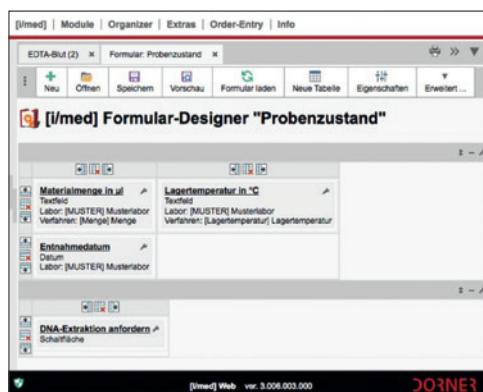 [i/med] | Module | Organizer | Extras | Order-Entry | Info
EDTA-Blut (2) × Formular: Probenzustand ×
Neu Öffnen Speichern Vorschau Formular laden Neue Tabelle Eigenschaften Erweitert ...
[i/med] Formular-Designer "Probenzustand"
Materialmenge in µl Lagertemperatur in °C
Textfeld Textfeld
Labor: [MUSTER] Musterlabor Labor: [MUSTER] Musterlabor
Verfahren: [Menge] Menge Verfahren: [Lagertemperatur] Lagertemperatur
Entnahmedatum
Datum
Labor: [MUSTER] Musterlabor
DNA-Extraktion anfordern
Schaltfläche
[i/med] Web ver. 3.006.003.000 DORNER